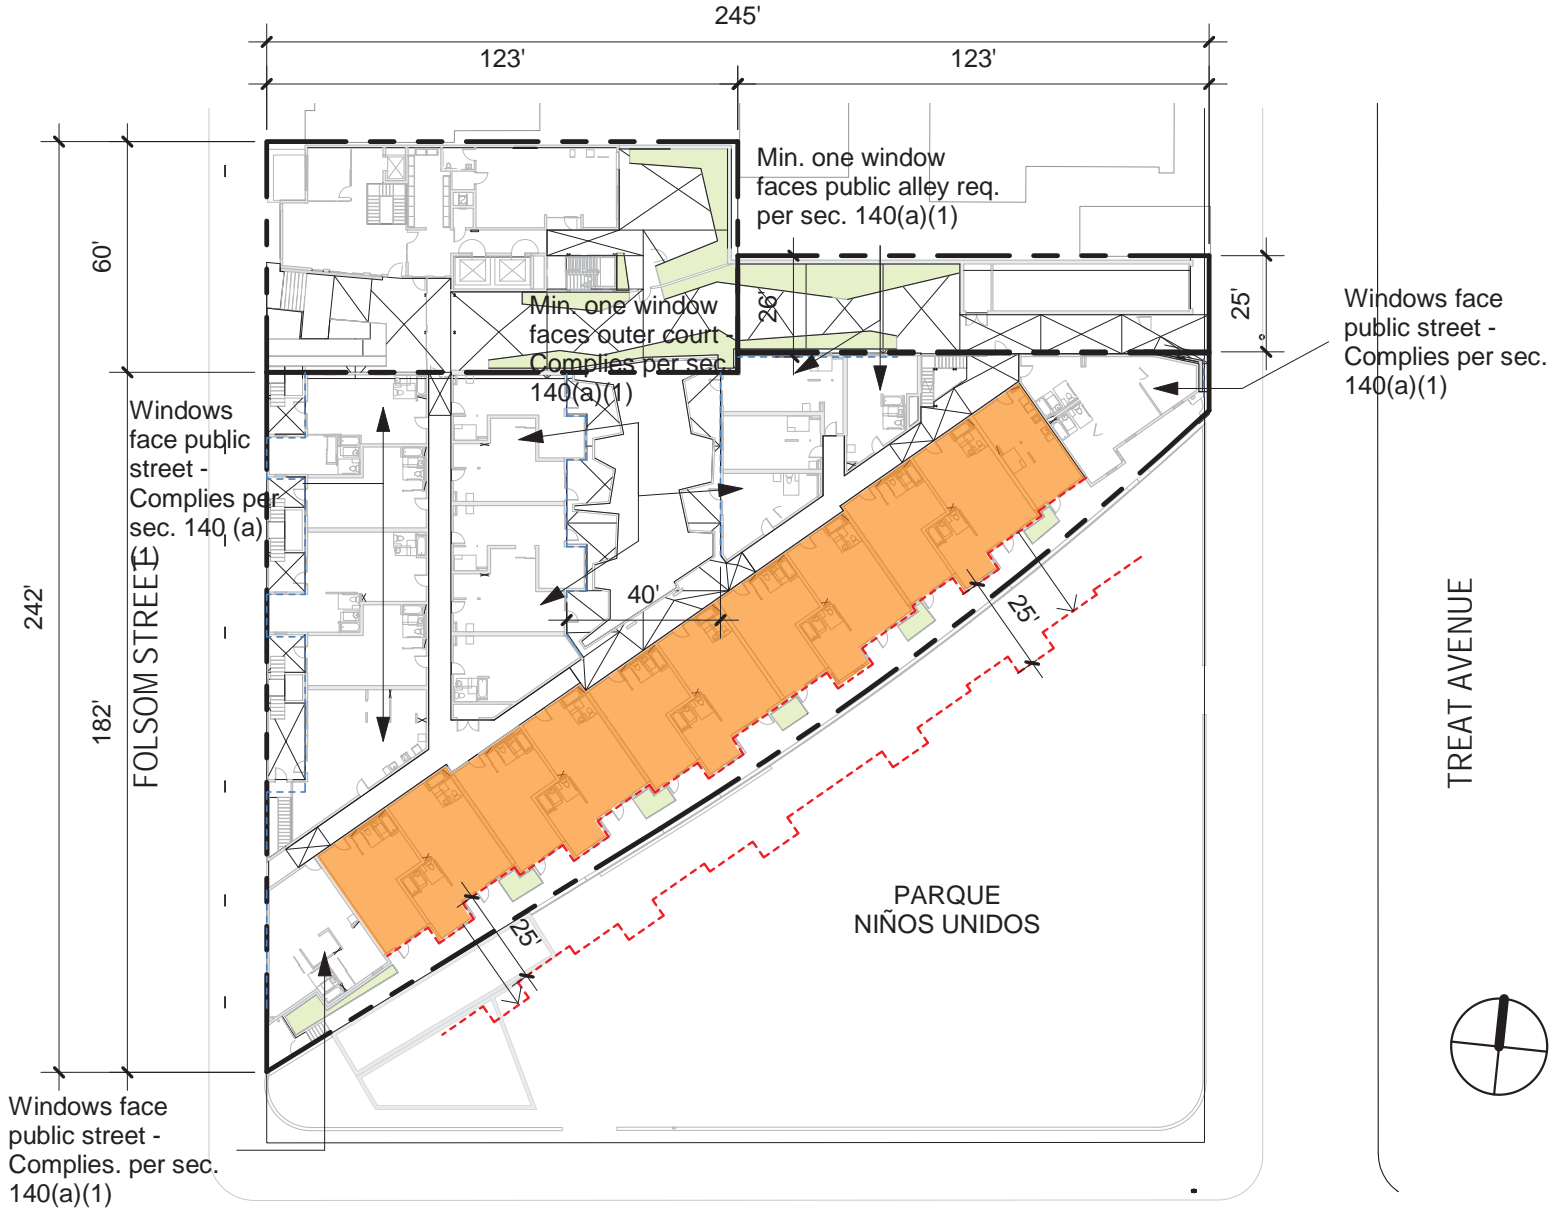 245'
123'
123'
Min. one window
faces public alley req.
per sec. 140(a)(1)
60'
26'
25'
Min. one window
faces outer court -
Complies per sec.
140(a)(1)
Windows face
public street -
Complies per sec.
140(a)(1)
Windows
face public
street -
Complies per
sec. 140 (a)
(1)
242'
182'
40'
25'
FOLSOM STREET
TREAT AVENUE
PARQUE
NIÑOS UNIDOS
25'
Windows face
public street -
Complies. per sec.
140(a)(1)